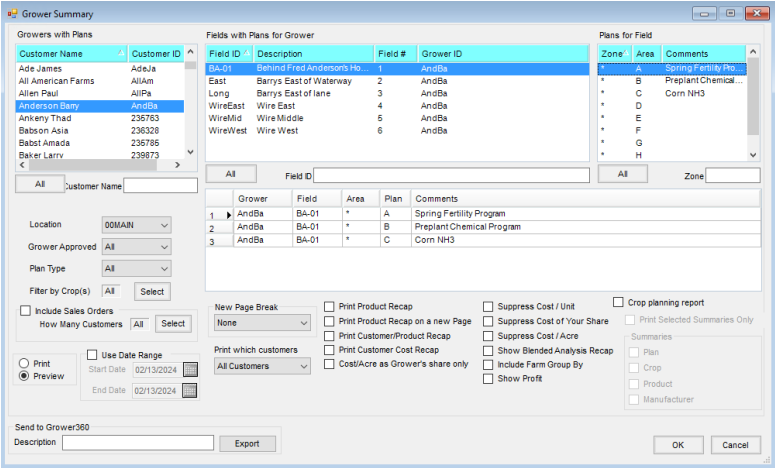 Grower Summary
Growers with Plans
Customer Name Customer ID
Ade James AdeJa
All American Farms AllAm
Allen Paul AllPa
Anderson Barry AndBa
Ankeny Thad 236763
Babson Asia 236328
Babst Amada 236786
Baker Larry 239873
All Customer Name
Fields with Plans for Grower
Field ID Description Field # Grower ID
BA-01 Behind Fred Anderson's Ho... 1 AndBa
East Barrys East of Waterway 2 AndBa
Long Barrys East of lane 3 AndBa
WireEast Wire East 4 AndBa
WireMid Wire Middle 5 AndBa
WireWest Wire West 6 AndBa
All Field ID
Plans for Field
Zone Area Comments
* A Spring Fertility Pro...
* B Preplant Chemical...
* C Corn NH3
* D
* E
* F
* G
* H
All Zone
Grower Field Area Plan Comments
1 AndBa BA-01 * A Spring Fertility Program
2 AndBa BA-01 * B Preplant Chemical Program
3 AndBa BA-01 * C Corn NH3
Location 00MAIN
Grower Approved All
Plan Type All
Filter by Crop(s) All Select
Include Sales Orders
How Many Customers All Select
Print
Preview
Use Date Range
Start Date 02/13/2024
End Date 02/13/2024
New Page Break
None
Print which customers
All Customers
Print Product Recap
Print Product Recap on a new Page
Print Customer/Product Recap
Print Customer Cost Recap
Cost/Acre as Grower's share only
Suppress Cost / Unit
Suppress Cost of Your Share
Suppress Cost / Acre
Show Blended Analysis Recap
Include Farm Group By
Show Profit
Crop planning report
Print Selected Summaries Only
Summaries
Plan
Crop
Product
Manufacturer
Send to Grower360
Description Export
OK Cancel